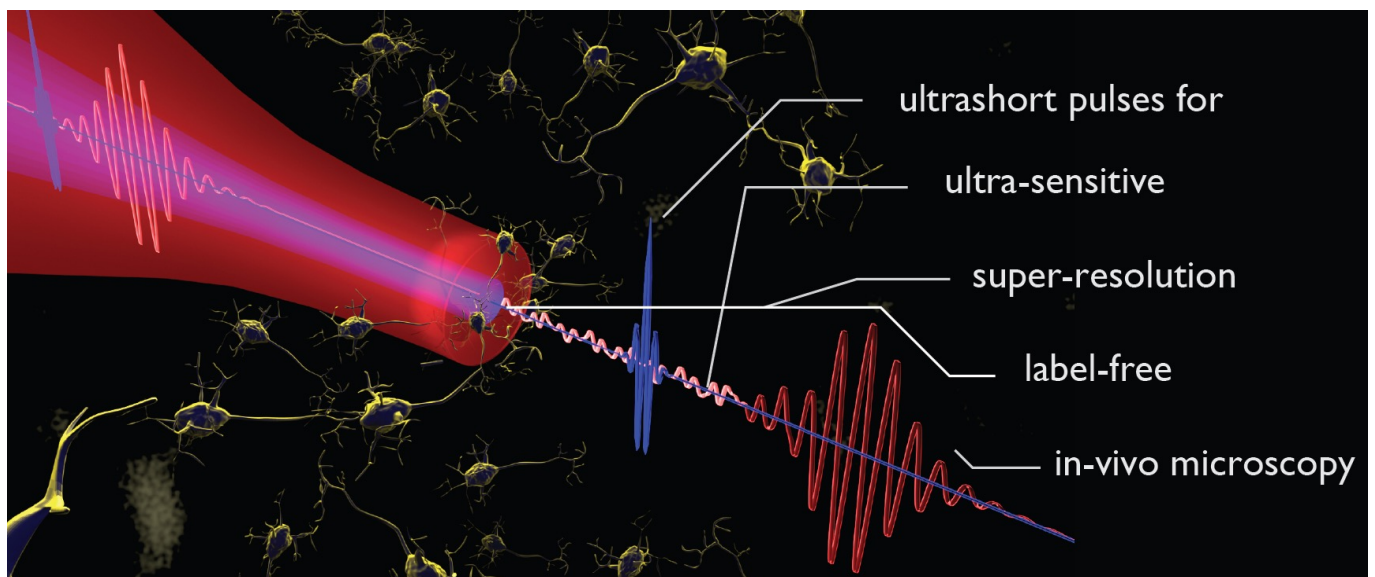 ultrashort pulses for
ultra-sensitive
super-resolution
label-free
in-vivo microscopy